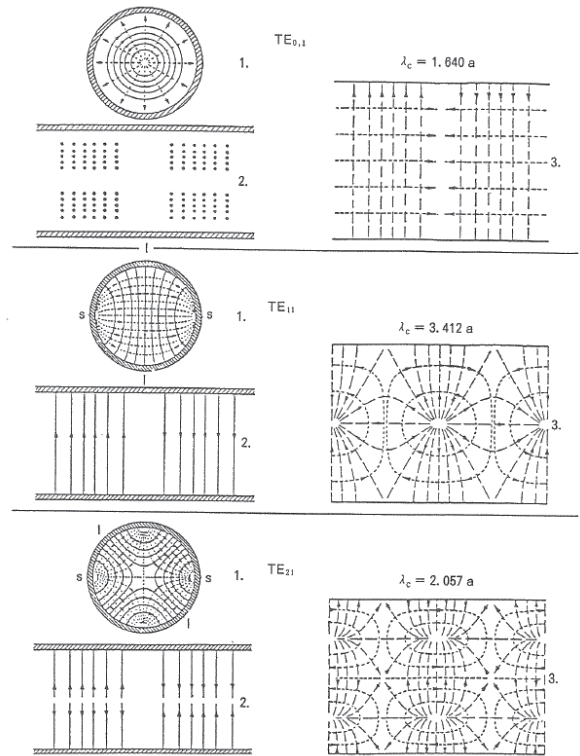 TE₀,₁
1.
λc = 1.640 a
2.
3.
l
TE₁₁
s s 1.
λc = 3.412 a
l
2.
3.
l
TE₂₁
s s 1.
λc = 2.057 a
l
2.
3.